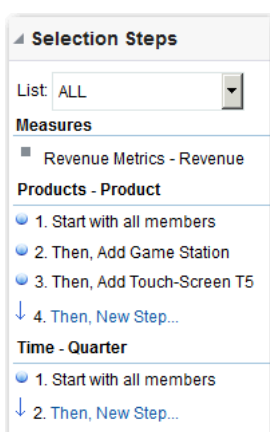 Selection Steps
List: ALL
Measures
Revenue Metrics - Revenue
Products - Product
1. Start with all members
2. Then, Add Game Station
3. Then, Add Touch-Screen T5
4. Then, New Step...
Time - Quarter
1. Start with all members
2. Then, New Step...